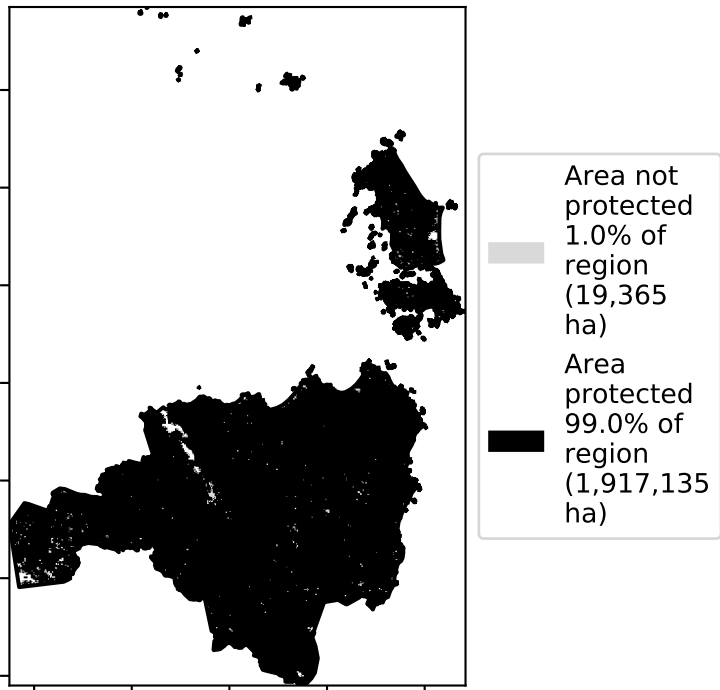 Area not
protected
1.0% of
region
(19,365
ha)
Area
protected
99.0% of
region
(1,917,135
ha)